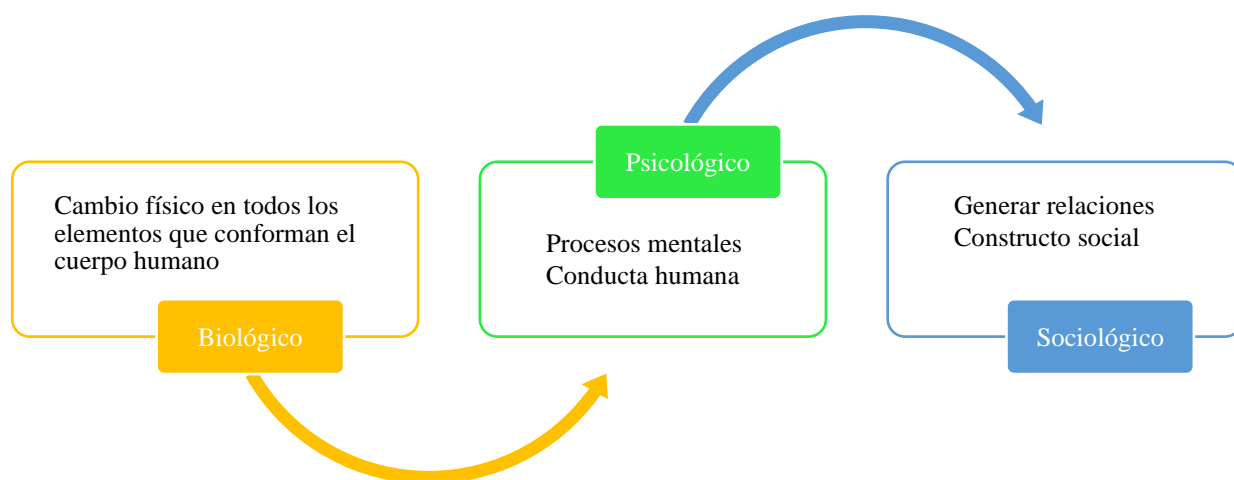 Cambio físico en todos los
elementos que conforman el
cuerpo humano
Biológico
Psicológico
Procesos mentales
Conducta humana
Generar relaciones
Constructo social
Sociológico